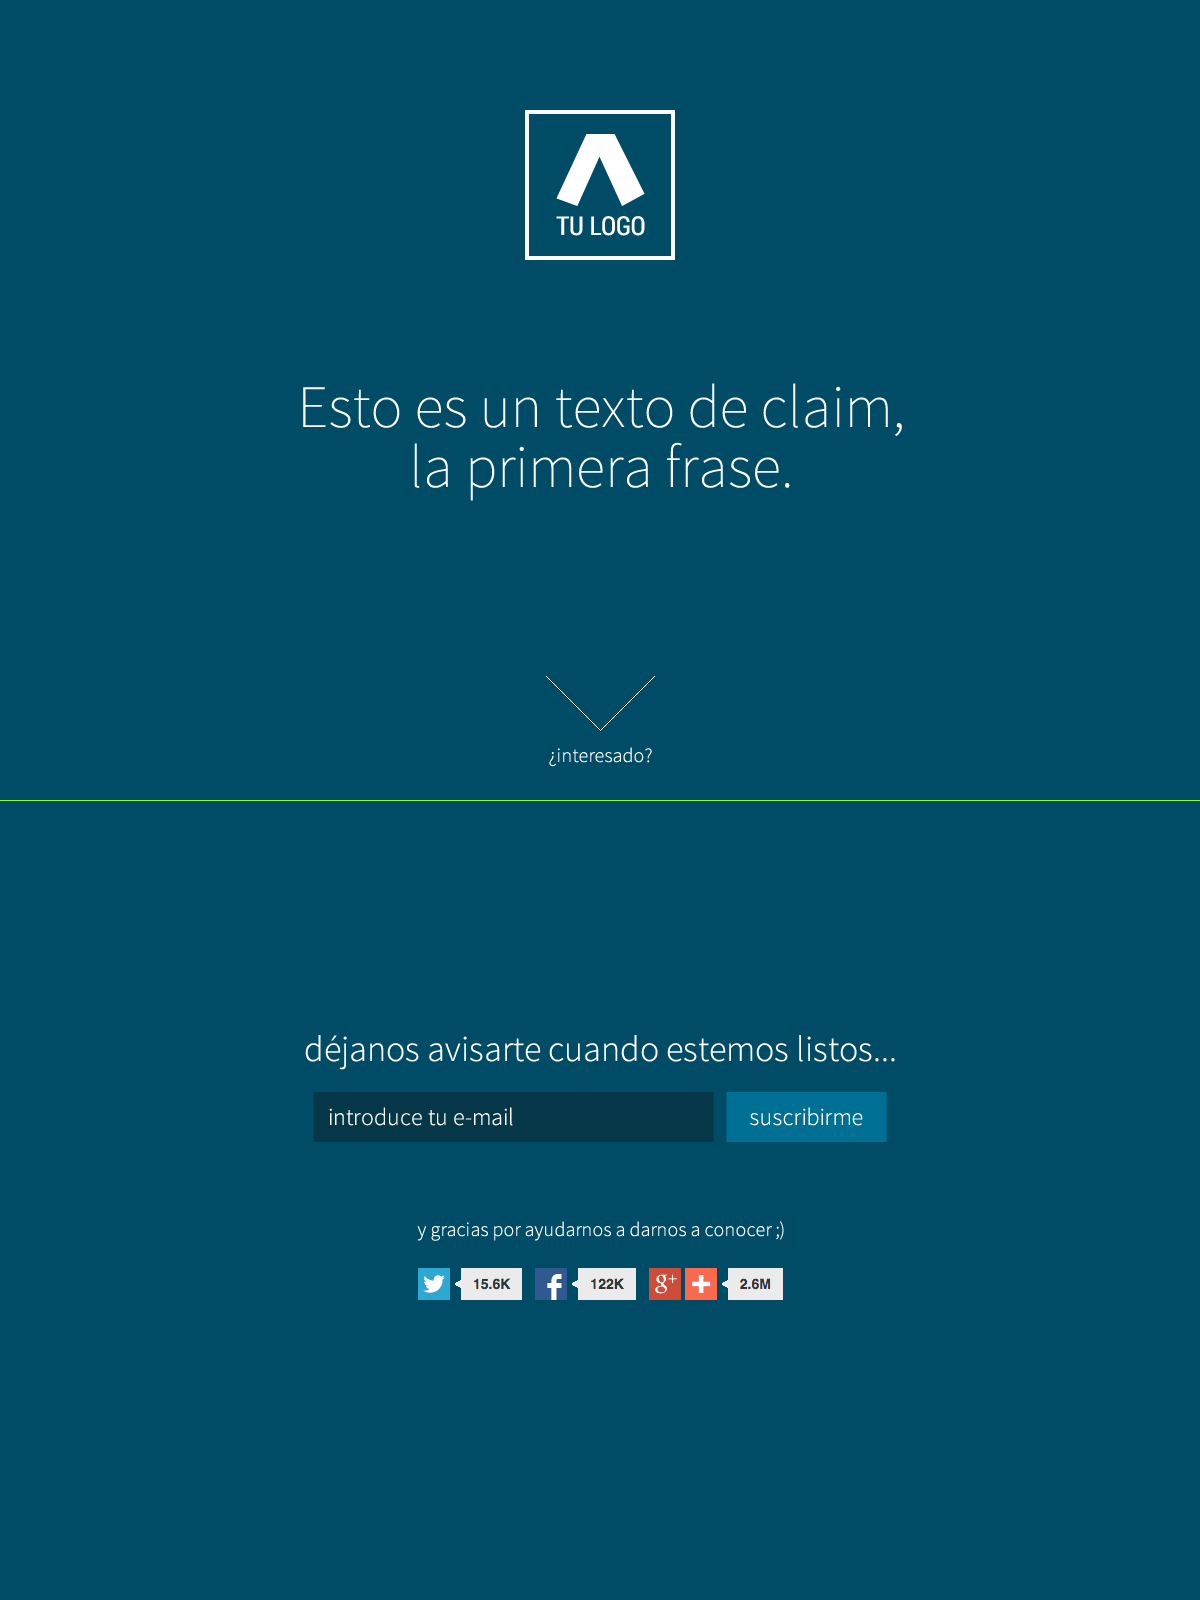 TU LOGO
Esto es un texto de claim,
la primera frase.
¿interesado?
déjanos avisarte cuando estemos listos...
introduce tu e-mail
suscribirme
y gracias por ayudarnos a darnos a conocer ;)
15.6K 122K g+ 2.6M